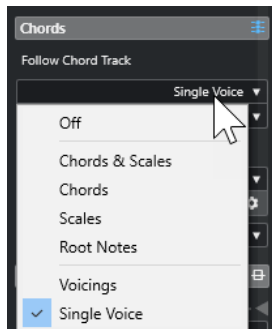 Chords
Follow Chord Track
Single Voice
Off
Chords & Scales
Chords
Scales
Root Notes
Voicings
Single Voice